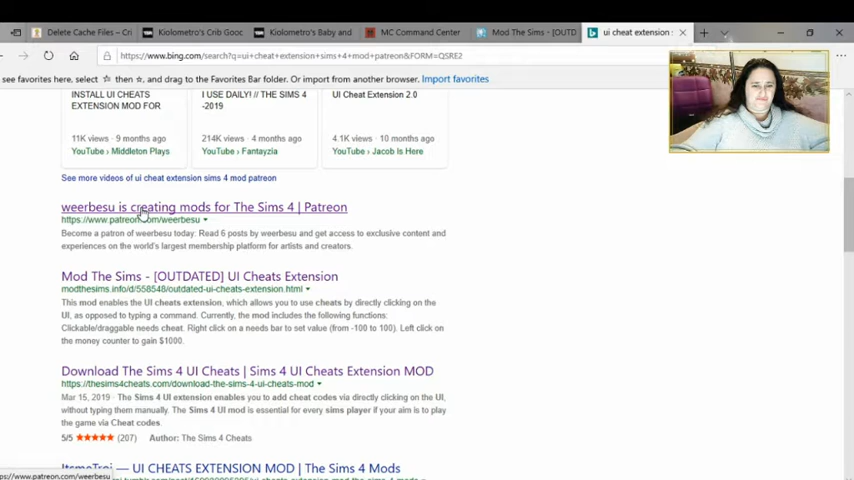 Delete Cache Files – Cri
Kiolometro's Crib Gooc
Kiolometro's Baby and
MC Command Center
Mod The Sims - [OUTD
ui cheat extension s
https://www.bing.com/search?q=ui+cheat+extension+sims+4+mod+patreon&FORM=QSRE2
see favorites here, select ☆ then ☆, and drag to the Favorites Bar folder. Or import from another browser. Import favorites
INSTALL UI CHEATS
EXTENSION MOD FOR
11K views · 9 months ago
YouTube › Middleton Plays
I USE DAILY! // THE SIMS 4
-2019
214K views · 4 months ago
YouTube › Fantayzia
UI Cheat Extension 2.0
4.1K views · 10 months ago
YouTube › Jacob Is Here
See more videos of ui cheat extension sims 4 mod patreon
weerbesu is creating mods for The Sims 4 | Patreon
https://www.patreon.com/weerbesu
Become a patron of weerbesu today: Read 6 posts by weerbesu and get access to exclusive content and
experiences on the world's largest membership platform for artists and creators.
Mod The Sims - [OUTDATED] UI Cheats Extension
modthesims.info/d/558548/outdated-ui-cheats-extension.html
This mod enables the UI cheats extension, which allows you to use cheats by directly clicking on the
UI, as opposed to typing a command. Currently, the mod includes the following functions:
Clickable/draggable needs cheat. Right click on a needs bar to set value (from -100 to 100). Left click on
the money counter to gain $1000.
Download The Sims 4 UI Cheats | Sims 4 UI Cheats Extension MOD
https://thesims4cheats.com/download-the-sims-4-ui-cheats-mod
Mar 15, 2019 · The Sims 4 UI extension enables you to add cheat codes via directly clicking on the UI,
without typing them manually. The Sims 4 UI mod is essential for every sims player if your aim is to play
the game via Cheat codes.
5/5 ★★★★★ (207) Author: The Sims 4 Cheats
ItsmeTroi — UI CHEATS EXTENSION MOD | The Sims 4 Mods
ps://www.patreon.com/weerbesu